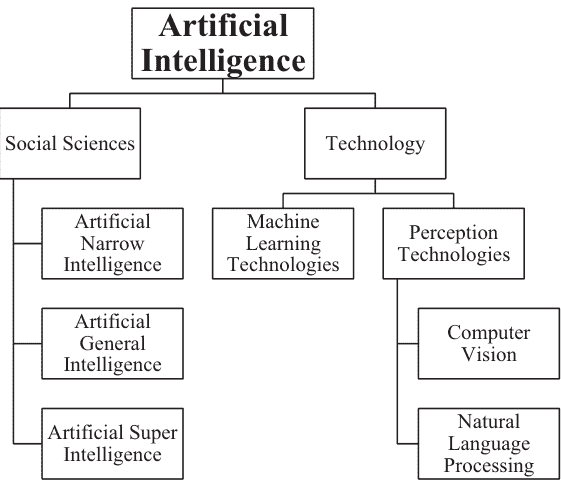 Artificial
Intelligence
Social Sciences
Technology
Artificial
Narrow
Intelligence
Machine
Learning
Technologies
Perception
Technologies
Artificial
General
Intelligence
Computer
Vision
Artificial Super
Intelligence
Natural
Language
Processing